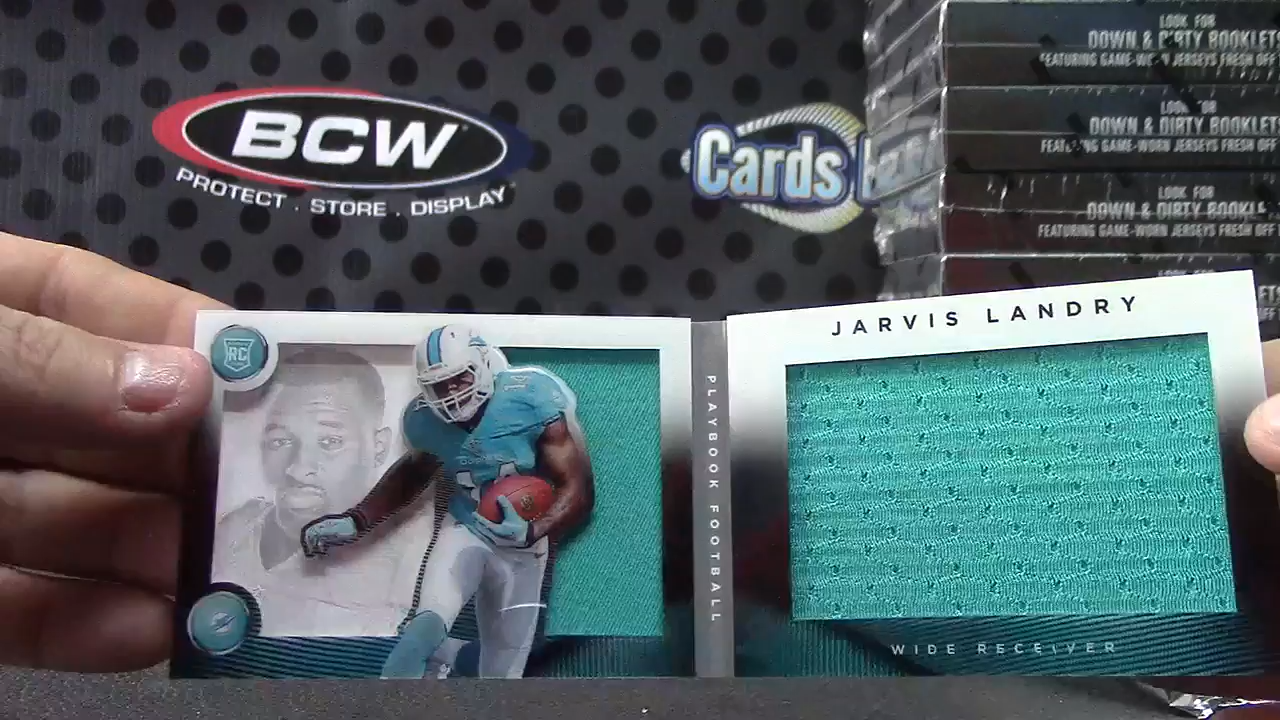 BCW
PROTECT . STORE . DISPLAY
Cards
LOOK FOR
DOWN & DIRTY BOOKLETS
FEATURING GAME-WORN JERSEYS FRESH OFF
LOOK FOR
DOWN & DIRTY BOOKLETS
FEATURING GAME-WORN JERSEYS FRESH OFF
LOOK FOR
DOWN & DIRTY BOOKLE
FEATURING GAME-WORN JERSEYS FRESH OFF
RC
14
PLAYBOOK FOOTBALL
JARVIS LANDRY
WIDE RECEIVER